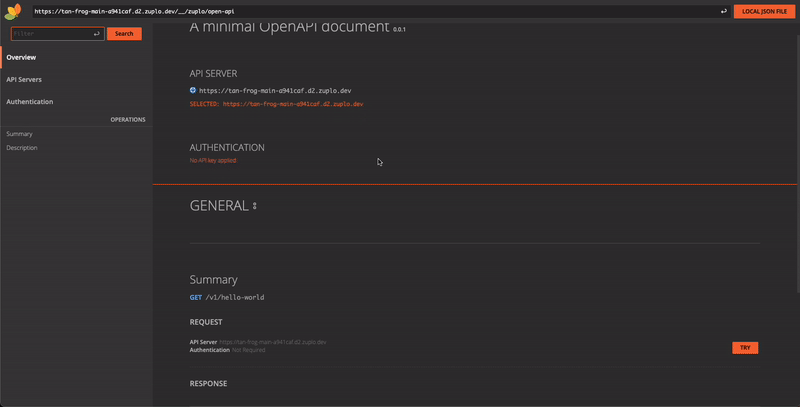 https://tan-frog-main-a941caf.d2.zuplo.dev/__/zuplo/open-api
LOCAL JSON FILE
Filter
Search
Overview
API Servers
Authentication
OPERATIONS
Summary
Description
A minimal OpenAPI document 0.0.1
API SERVER
https://tan-frog-main-a941caf.d2.zuplo.dev
SELECTED: https://tan-frog-main-a941caf.d2.zuplo.dev
AUTHENTICATION
No API key applied
GENERAL
Summary
GET /v1/hello-world
REQUEST
API Server https://tan-frog-main-a941caf.d2.zuplo.dev
Authentication Not Required
TRY
RESPONSE